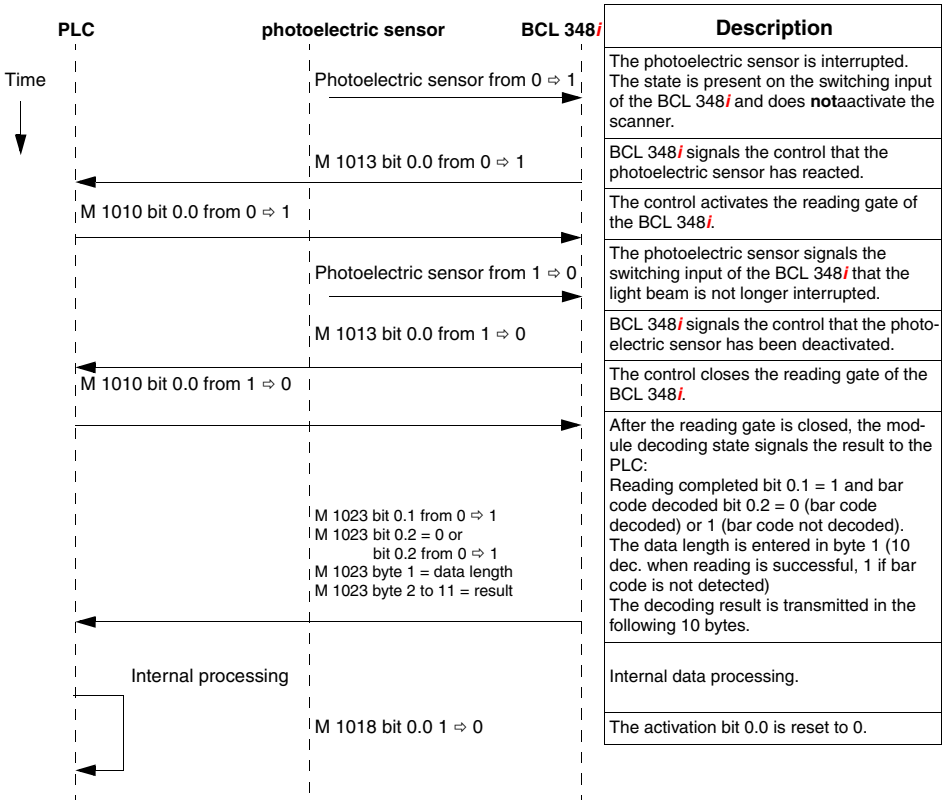 PLC
photoelectric sensor
BCL 348i
Description
Time
Photoelectric sensor from 0 ⇨ 1
The photoelectric sensor is interrupted.
The state is present on the switching input
of the BCL 348i and does notaactivate the
scanner.
M 1013 bit 0.0 from 0 ⇨ 1
BCL 348i signals the control that the
photoelectric sensor has reacted.
M 1010 bit 0.0 from 0 ⇨ 1
The control activates the reading gate of
the BCL 348i.
Photoelectric sensor from 1 ⇨ 0
The photoelectric sensor signals the
switching input of the BCL 348i that the
light beam is not longer interrupted.
M 1013 bit 0.0 from 1 ⇨ 0
BCL 348i signals the control that the photo-
electric sensor has been deactivated.
M 1010 bit 0.0 from 1 ⇨ 0
The control closes the reading gate of the
BCL 348i.
M 1023 bit 0.1 from 0 ⇨ 1
M 1023 bit 0.2 = 0 or
bit 0.2 from 0 ⇨ 1
M 1023 byte 1 = data length
M 1023 byte 2 to 11 = result
After the reading gate is closed, the mod-
ule decoding state signals the result to the
PLC:
Reading completed bit 0.1 = 1 and bar
code decoded bit 0.2 = 0 (bar code
decoded) or 1 (bar code not decoded).
The data length is entered in byte 1 (10
dec. when reading is successful, 1 if bar
code is not detected)
The decoding result is transmitted in the
following 10 bytes.
Internal processing
Internal data processing.
M 1018 bit 0.0 1 ⇨ 0
The activation bit 0.0 is reset to 0.